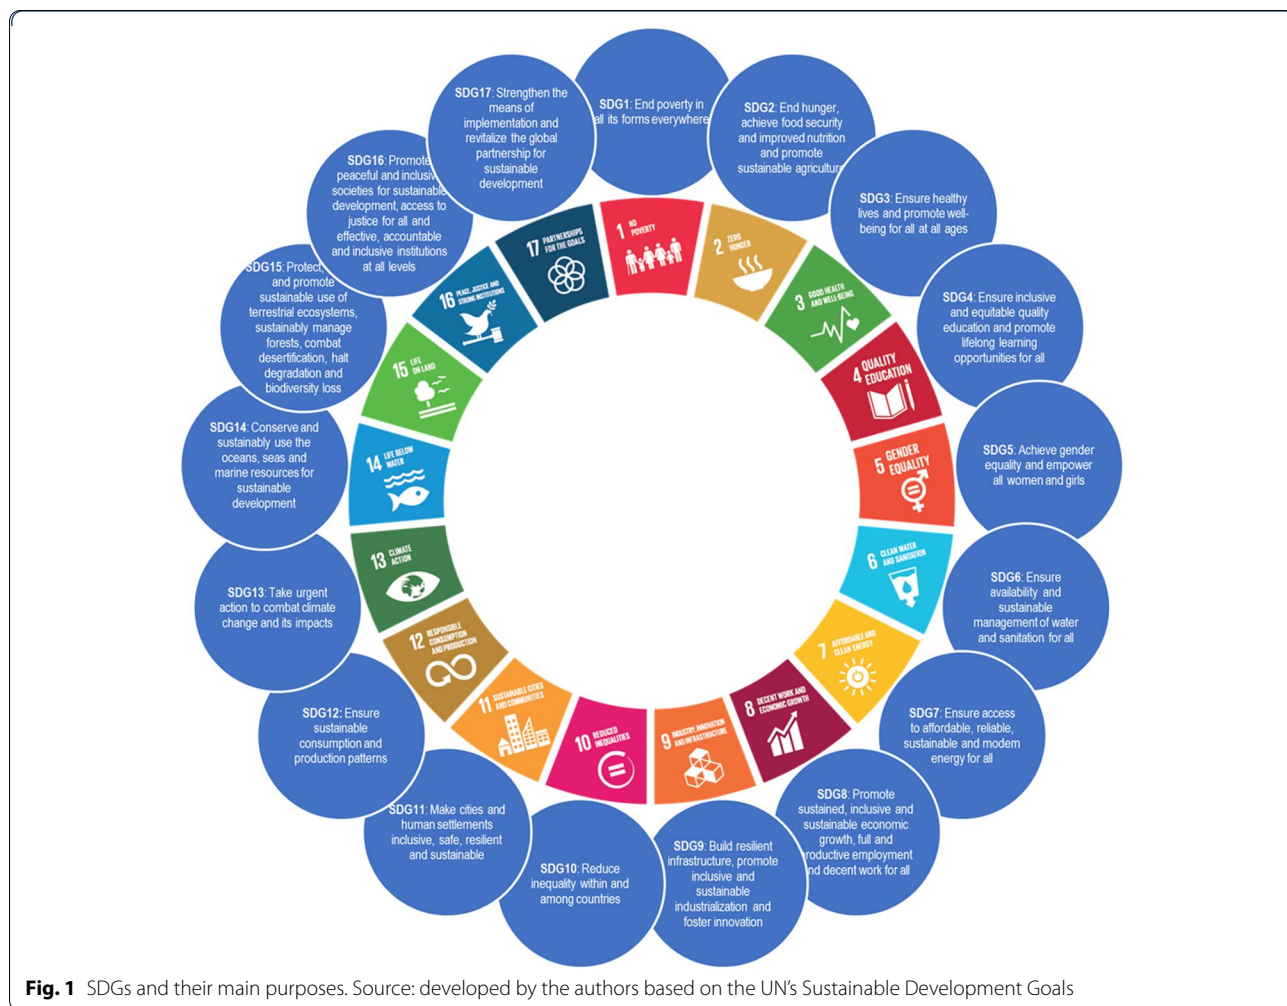 SDG1: End poverty in
all its forms everywhere
SDG2: End hunger,
achieve food security
and improved nutrition
and promote
sustainable agriculture
SDG3: Ensure healthy
lives and promote well-
being for all at all ages
SDG4: Ensure inclusive
and equitable quality
education and promote
lifelong learning
opportunities for all
SDG5: Achieve gender
equality and empower
all women and girls
SDG6: Ensure
availability and
sustainable
management of water
and sanitation for all
SDG7: Ensure access
to affordable, reliable,
sustainable and modern
energy for all
SDG8: Promote
sustained, inclusive and
sustainable economic
growth, full and
productive employment
and decent work for all
SDG9: Build resilient
infrastructure, promote
inclusive and
sustainable
industrialization and
foster innovation
SDG10: Reduce
inequality within and
among countries
SDG11: Make cities and
human settlements
inclusive, safe, resilient
and sustainable
SDG12: Ensure
sustainable
consumption and
production patterns
SDG13: Take urgent
action to combat climate
change and its impacts
SDG14: Conserve and
sustainably use the
oceans, seas and
marine resources for
sustainable
development
SDG15: Protect,
and promote
sustainable use of
terrestrial ecosystems,
sustainably manage
forests, combat
desertification, halt
degradation and
biodiversity loss
SDG16: Promote
peaceful and inclusive
societies for sustainable
development, access to
justice for all and
effective, accountable
and inclusive institutions
at all levels
SDG17: Strengthen the
means of
implementation and
revitalize the global
partnership for
sustainable
development
1 NO
POVERTY
2 ZERO
HUNGER
3 GOOD HEALTH
AND WELL-BEING
4 QUALITY
EDUCATION
5 GENDER
EQUALITY
6 CLEAN WATER
AND SANITATION
7 AFFORDABLE AND
CLEAN ENERGY
8 DECENT WORK AND
ECONOMIC GROWTH
9 INDUSTRY, INNOVATION
AND INFRASTRUCTURE
10 REDUCED
INEQUALITIES
11 SUSTAINABLE CITIES
AND COMMUNITIES
12 RESPONSIBLE
CONSUMPTION
AND PRODUCTION
13 CLIMATE
ACTION
14 LIFE BELOW
WATER
15 LIFE
ON LAND
16 PEACE, JUSTICE AND
STRONG INSTITUTIONS
17 PARTNERSHIPS
FOR THE GOALS
Fig. 1 SDGs and their main purposes. Source: developed by the authors based on the UN's Sustainable Development Goals